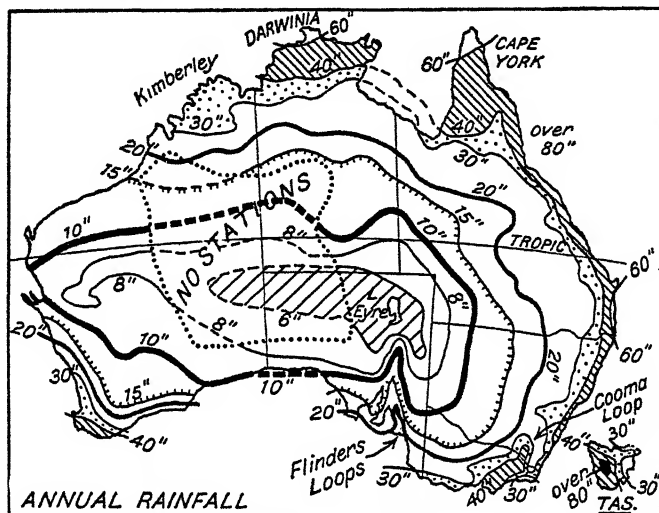 DARWINIA
60"
Kimberley
40"
30"
60"
CAPE
YORK
40"
30"
over
80"
20"
15"
20"
15"
10"
NO STATIONS
8"
10"
TROPIC
8"
8"
6"
L.
Eyre
8"
60"
60"
20"
30"
40"
10"
15"
10"
20"
Flinders
Loops
30"
20"
Cooma
Loop
40"
40"
30"
30"
30"
over
80"
TAS.
ANNUAL RAINFALL